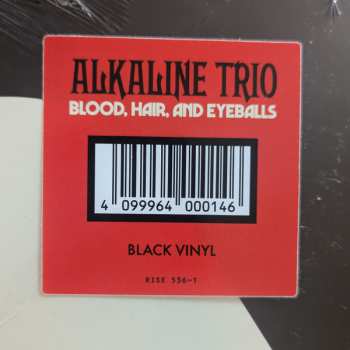 ALKALINE TRIO
BLOOD, HAIR, AND EYEBALLS
4 099964 000146
BLACK VINYL
RISE 536-1